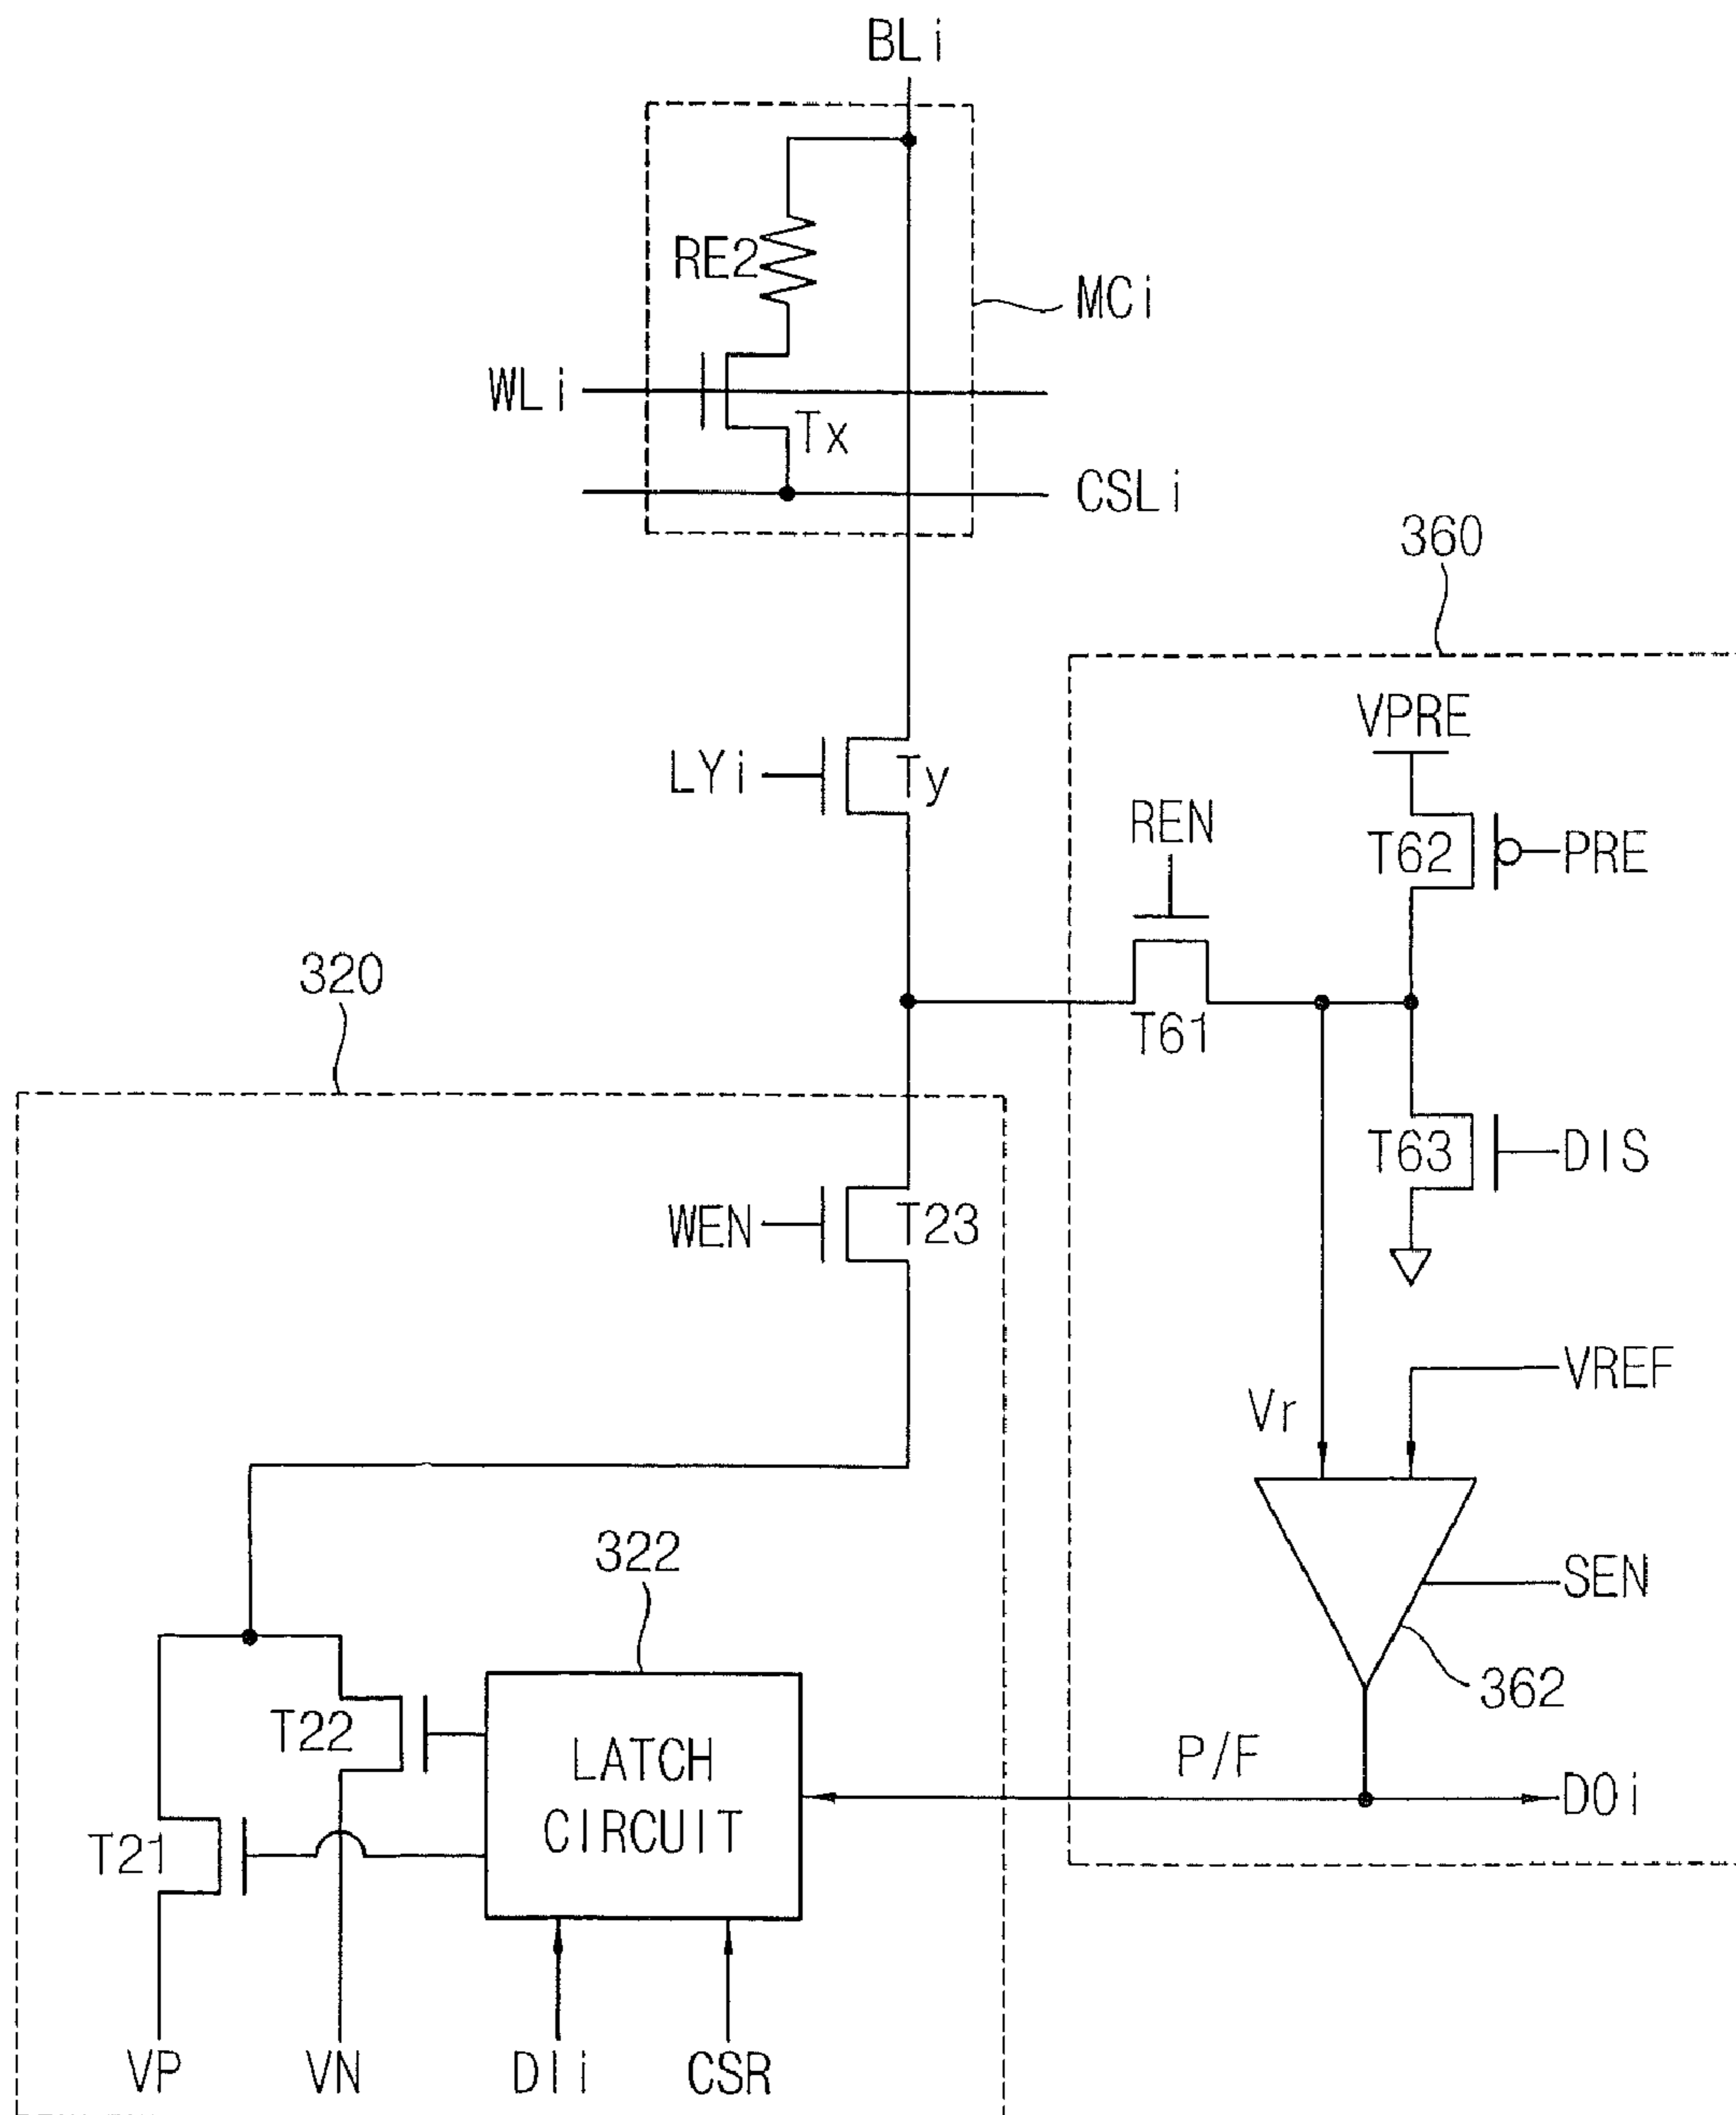 BLi
RE2
MCi
WLi
Tx
CSLi
360
VPRE
LYi
Ty
REN
T62
PRE
320
T61
T63
DIS
WEN
T23
VREF
Vr
322
SEN
T22
362
LATCH
CIRCUIT
P/F
DOi
T21
VP
VN
DIi
CSR